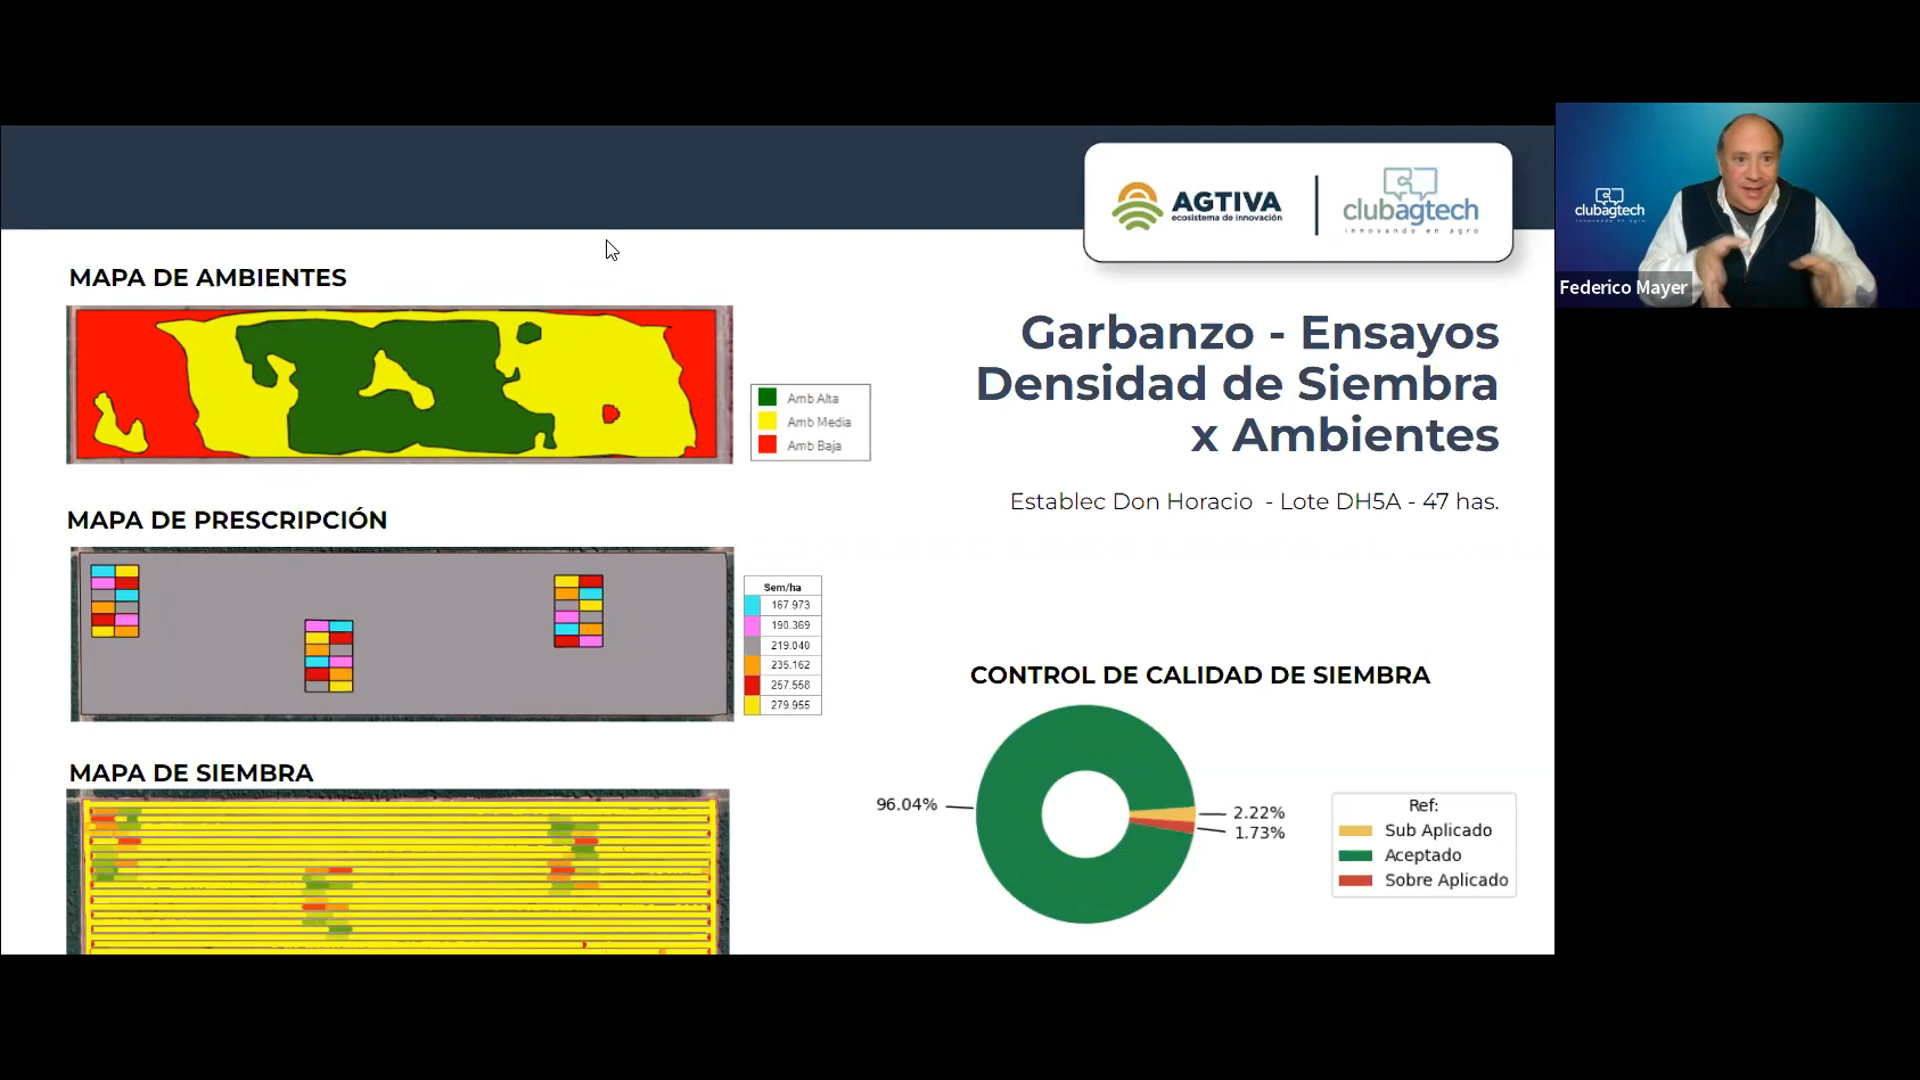 AGTIVA
ecosistema de innovación
clubagtech
innovando en agro
clubagtech
Federico Mayer
MAPA DE AMBIENTES
Amb Alta
Amb Media
Amb Baja
Garbanzo - Ensayos
Densidad de Siembra
x Ambientes
Establec Don Horacio - Lote DH5A - 47 has.
MAPA DE PRESCRIPCIÓN
Sem/ha
167.973
190.369
219.040
235.162
257.558
279.955
CONTROL DE CALIDAD DE SIEMBRA
96.04%
2.22%
1.73%
Ref:
Sub Aplicado
Aceptado
Sobre Aplicado
MAPA DE SIEMBRA